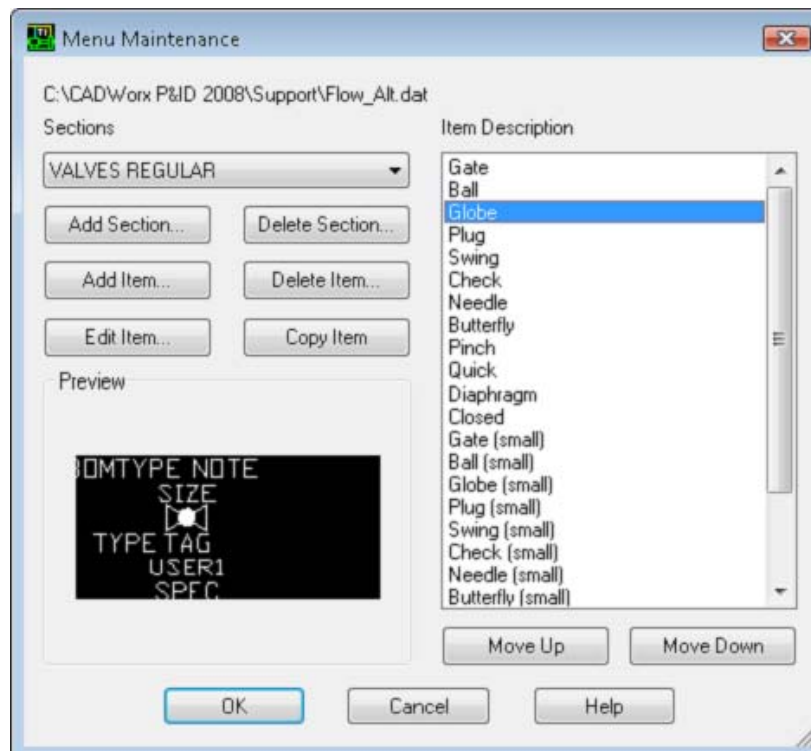 Menu Maintenance
C:\CADWorx P&ID 2008\Support\Flow_Alt.dat
Sections
VALVES REGULAR
Add Section...
Delete Section...
Add Item...
Delete Item...
Edit Item...
Copy Item
Preview
BOMTYPE NOTE
SIZE
TYPE TAG
USER1
SPEC
Item Description
Gate
Ball
Globe
Plug
Swing
Check
Needle
Butterfly
Pinch
Quick
Diaphragm
Closed
Gate (small)
Ball (small)
Globe (small)
Plug (small)
Swing (small)
Check (small)
Needle (small)
Butterfly (small)
Move Up
Move Down
OK
Cancel
Help